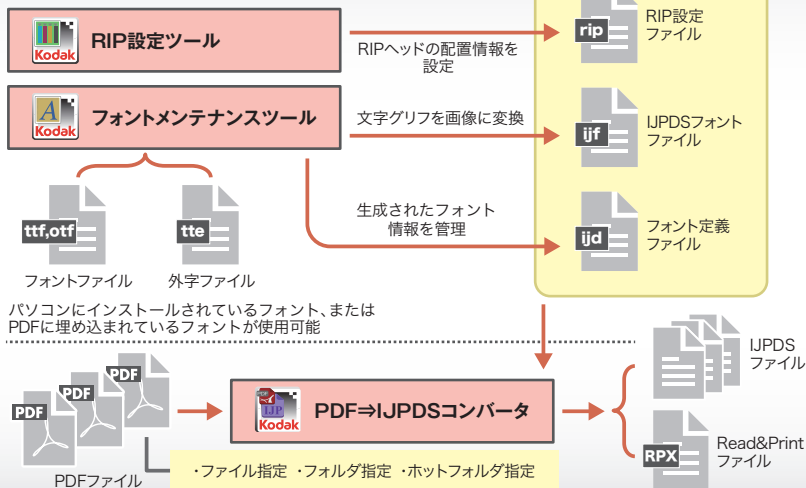 Kodak
RIP設定ツール
RIPヘッドの配置情報を
設定
rip
RIP設定
ファイル
A
Kodak
フォントメンテナンスツール
文字グリフを画像に変換
ijf
IJPDSフォント
ファイル
生成されたフォント
情報を管理
ijd
フォント定義
ファイル
ttf,otf
フォントファイル
tte
外字ファイル
パソコンにインストールされているフォント、または
PDFに埋め込まれているフォントが使用可能
PDF
PDF
PDF
PDFファイル
PDF
IJP
Kodak
PDF⇒IJPDSコンバータ
・ファイル指定 ・フォルダ指定 ・ホットフォルダ指定
IJPDS
ファイル
RPX
Read&Print
ファイル